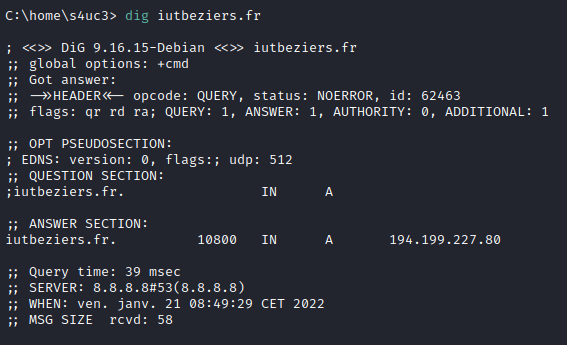 C:\home\s4uc3> dig iutbeziers.fr
; <<>> DiG 9.16.15-Debian <<>> iutbeziers.fr
;; global options: +cmd
;; Got answer:
;; ->>HEADER<<- opcode: QUERY, status: NOERROR, id: 62463
;; flags: qr rd ra; QUERY: 1, ANSWER: 1, AUTHORITY: 0, ADDITIONAL: 1
;; OPT PSEUDOSECTION:
; EDNS: version: 0, flags:; udp: 512
;; QUESTION SECTION:
;iutbeziers.fr. IN A
;; ANSWER SECTION:
iutbeziers.fr. 10800 IN A 194.199.227.80
;; Query time: 39 msec
;; SERVER: 8.8.8.8#53(8.8.8.8)
;; WHEN: ven. janv. 21 08:49:29 CET 2022
;; MSG SIZE rcvd: 58